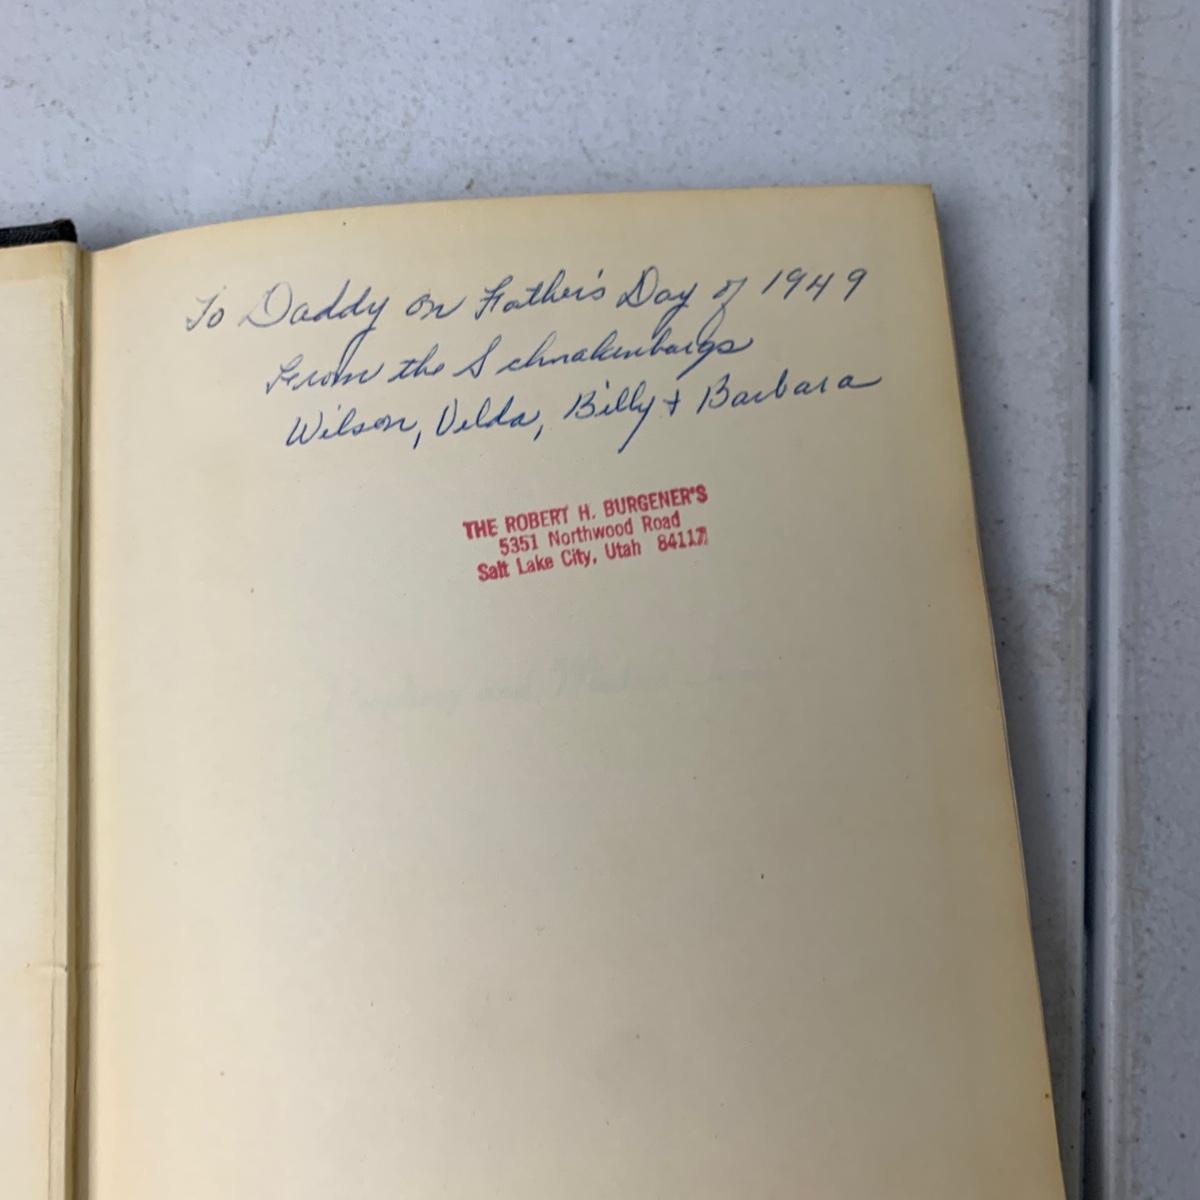 To Daddy on Father's Day of 1949
From the Schnakenbergs
Wilson, Velda, Billy + Barbara
THE ROBERT H. BURGENER'S
5351 Northwood Road
Salt Lake City, Utah 84117
and